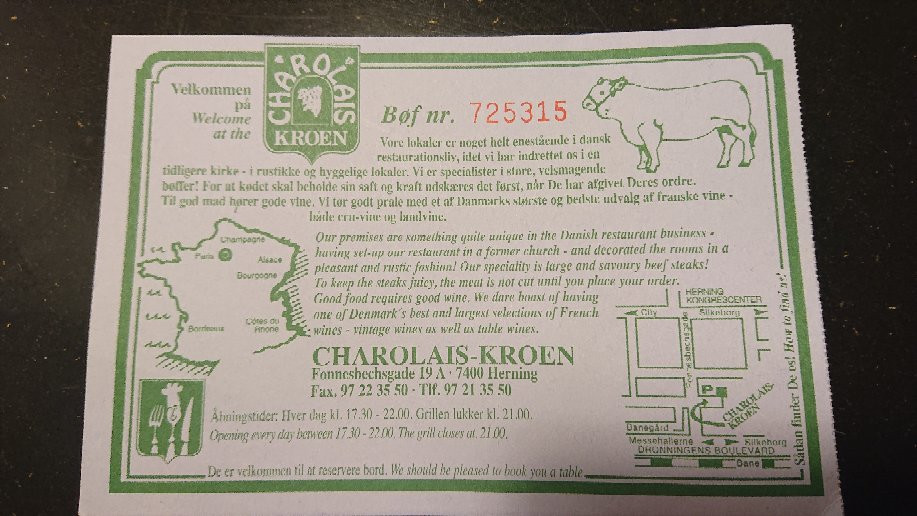 Velkommen
på
Welcome
at the
CHAROLAIS
KROEN
Bøf nr. 725315
Vore lokaler er noget helt enestående i dansk
restaurationsliv, idet vi har indrettet os i en
tidligere kirke - i rustikke og hyggelige lokaler. Vi er specialister i store, velsmagende
bøffer! For at kødet skal beholde sin saft og kraft udskæres det først, når De har afgivet Deres ordre.
Til god mad hører gode vine. Vi tør godt prale med et af Danmarks største og bedste udvalg af franske vine -
både cru-vine og landvine.
Our premises are something quite unique in the Danish restaurant business -
having set-up our restaurant in a former church - and decorated the rooms in a
pleasant and rustic fashion! Our speciality is large and savoury beef steaks!
To keep the steaks juicy, the meat is not cut until you place your order.
Good food requires good wine. We dare boast of having
one of Denmark's best and largest selections of French
wines - vintage wines as well as table wines.
Champagne
Paris
Alsace
Bourgogne
Bordeaux
Côtes du
Rhone
CHAROLAIS-KROEN
Fonnesbechsgade 19 A · 7400 Herning
Fax. 97 22 35 50 · Tlf. 97 21 35 50
Åbningstider: Hver dag kl. 17.30 - 22.00. Grillen lukker kl. 21.00.
Opening every day between 17.30 - 22.00. The grill closes at 21.00.
De er velkommen til at reservere bord. We should be pleased to book you a table
HERNING
KONGRESCENTER
City
Silkeborg
Fonnesbechsgade
P
CHAROLAIS-
KROEN
Danegård
Messehallerne
Silkeborg
DRONNINGENS BOULEVARD
Bane
Sådan finder De os! How to find us!